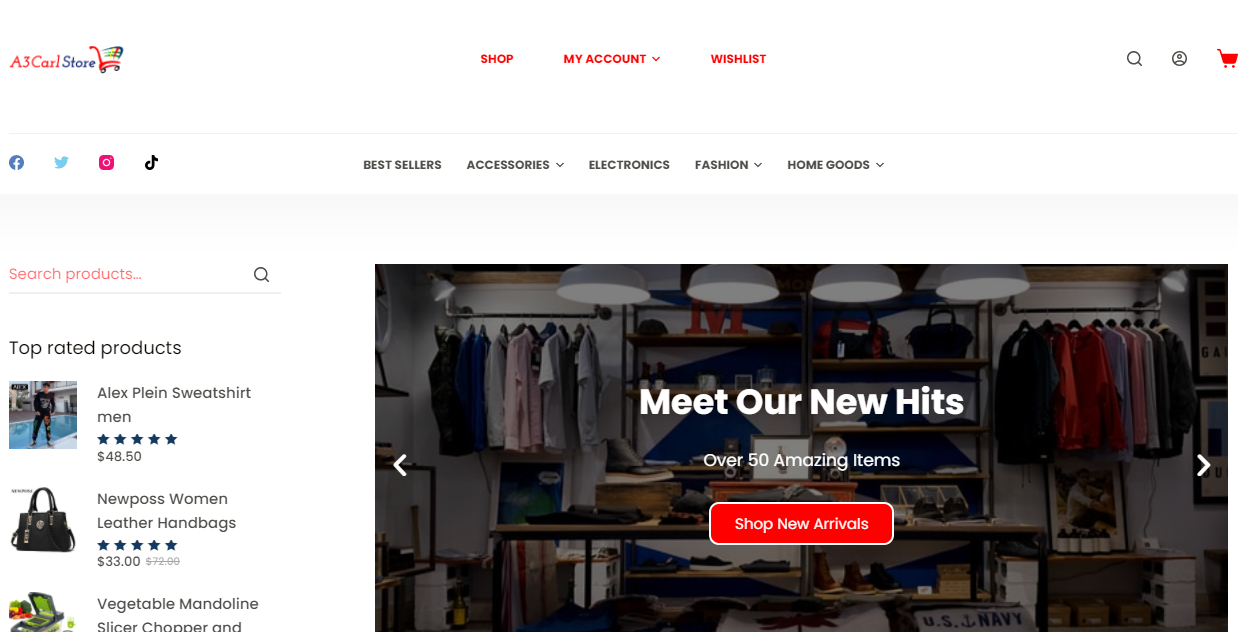 A3Carl Store
SHOP
MY ACCOUNT
WISHLIST
BEST SELLERS
ACCESSORIES
ELECTRONICS
FASHION
HOME GOODS
Search products...
Top rated products
Alex Plein Sweatshirt
men
$48.50
NEWPOSS
Newposs Women
Leather Handbags
$33.00 $72.00
Vegetable Mandoline
Slicer Chopper and
M
Meet Our New Hits
Over 50 Amazing Items
Shop New Arrivals
U.S. NAVY